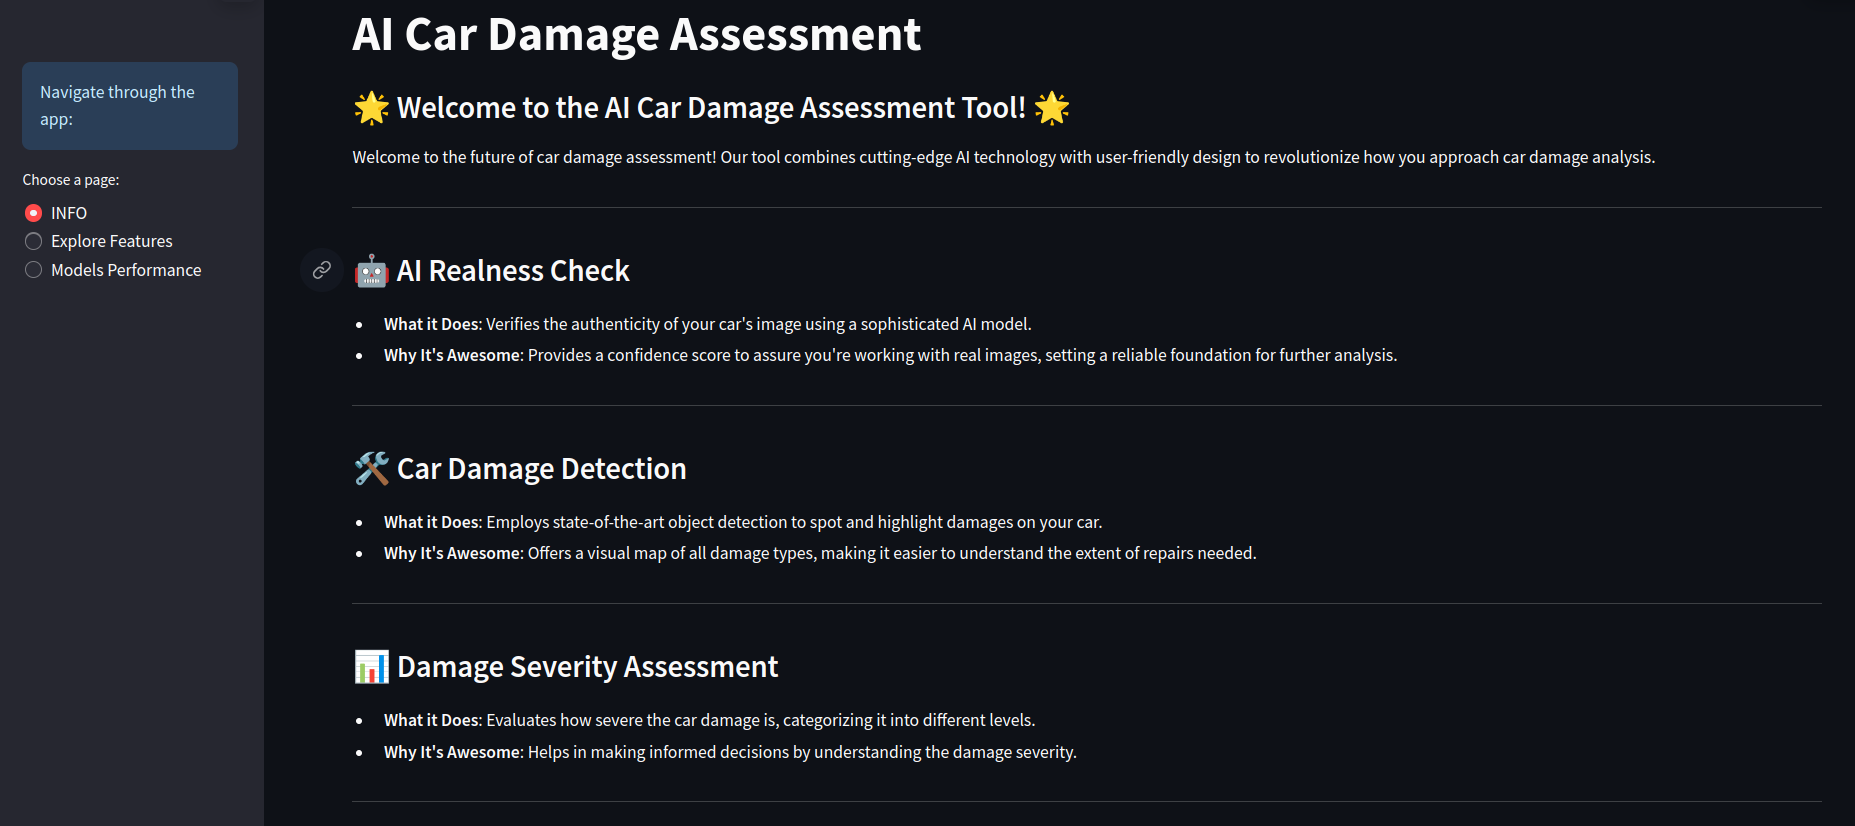 Navigate through the
app:
Choose a page:
INFO
Explore Features
Models Performance
AI Car Damage Assessment
🌟 Welcome to the AI Car Damage Assessment Tool! 🌟
Welcome to the future of car damage assessment! Our tool combines cutting-edge AI technology with user-friendly design to revolutionize how you approach car damage analysis.
🤖 AI Realness Check
• What it Does: Verifies the authenticity of your car's image using a sophisticated AI model.
• Why It's Awesome: Provides a confidence score to assure you're working with real images, setting a reliable foundation for further analysis.
🛠️ Car Damage Detection
• What it Does: Employs state-of-the-art object detection to spot and highlight damages on your car.
• Why It's Awesome: Offers a visual map of all damage types, making it easier to understand the extent of repairs needed.
📊 Damage Severity Assessment
• What it Does: Evaluates how severe the car damage is, categorizing it into different levels.
• Why It's Awesome: Helps in making informed decisions by understanding the damage severity.